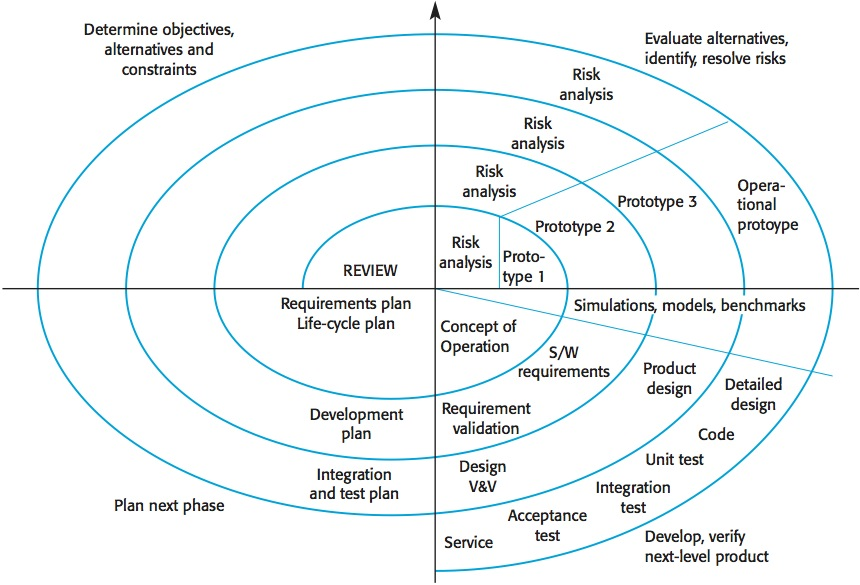 Determine objectives,
alternatives and
constraints
Evaluate alternatives,
identify, resolve risks
Risk
analysis
Risk
analysis
Risk
analysis
Risk
analysis
Proto-
type 1
Prototype 2
Prototype 3
Opera-
tional
protoype
REVIEW
Requirements plan
Life-cycle plan
Simulations, models, benchmarks
Concept of
Operation
S/W
requirements
Product
design
Detailed
design
Development
plan
Requirement
validation
Code
Unit test
Integration
and test plan
Design
V&V
Integration
test
Acceptance
test
Service
Plan next phase
Develop, verify
next-level product